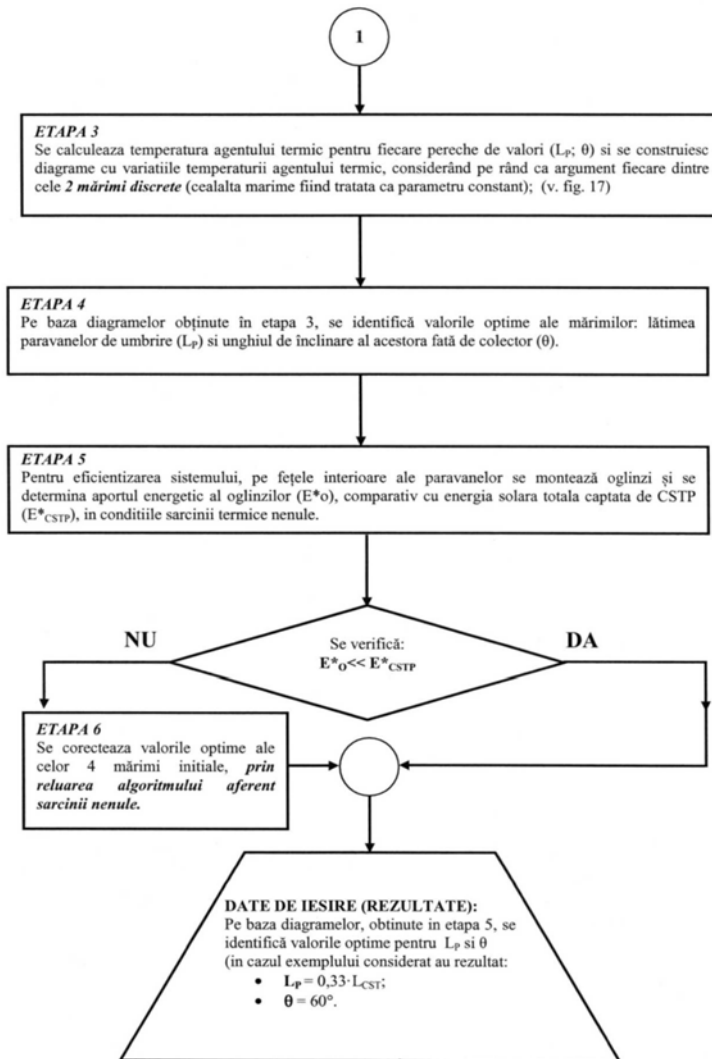 1
ETAPA 3
Se calculeaza temperatura agentului termic pentru fiecare pereche de valori (LP; θ) si se construiesc
diagrame cu variatiile temperaturii agentului termic, considerând pe rând ca argument fiecare dintre
cele 2 mărimi discrete (cealalta marime fiind tratata ca parametru constant); (v. fig. 17)
ETAPA 4
Pe baza diagramelor obținute în etapa 3, se identifică valorile optime ale mărimilor: lătimea
paravanelor de umbrire (LP) si unghiul de înclinare al acestora fată de colector (θ).
ETAPA 5
Pentru eficientizarea sistemului, pe fețele interioare ale paravanelor se montează oglinzi și se
determina aportul energetic al oglinzilor (E*o), comparativ cu energia solara totala captata de CSTP
(E*CSTP), in conditiile sarcinii termice nenule.
NU
Se verifică:
E*O<< E*CSTP
DA
ETAPA 6
Se corecteaza valorile optime ale
celor 4 mărimi initiale, prin
reluarea algoritmului aferent
sarcinii nenule.
DATE DE IESIRE (REZULTATE):
Pe baza diagramelor, obtinute in etapa 5, se
identifică valorile optime pentru LP si θ
(in cazul exemplului considerat au rezultat:
• LP = 0,33·LCST;
• θ = 60°.